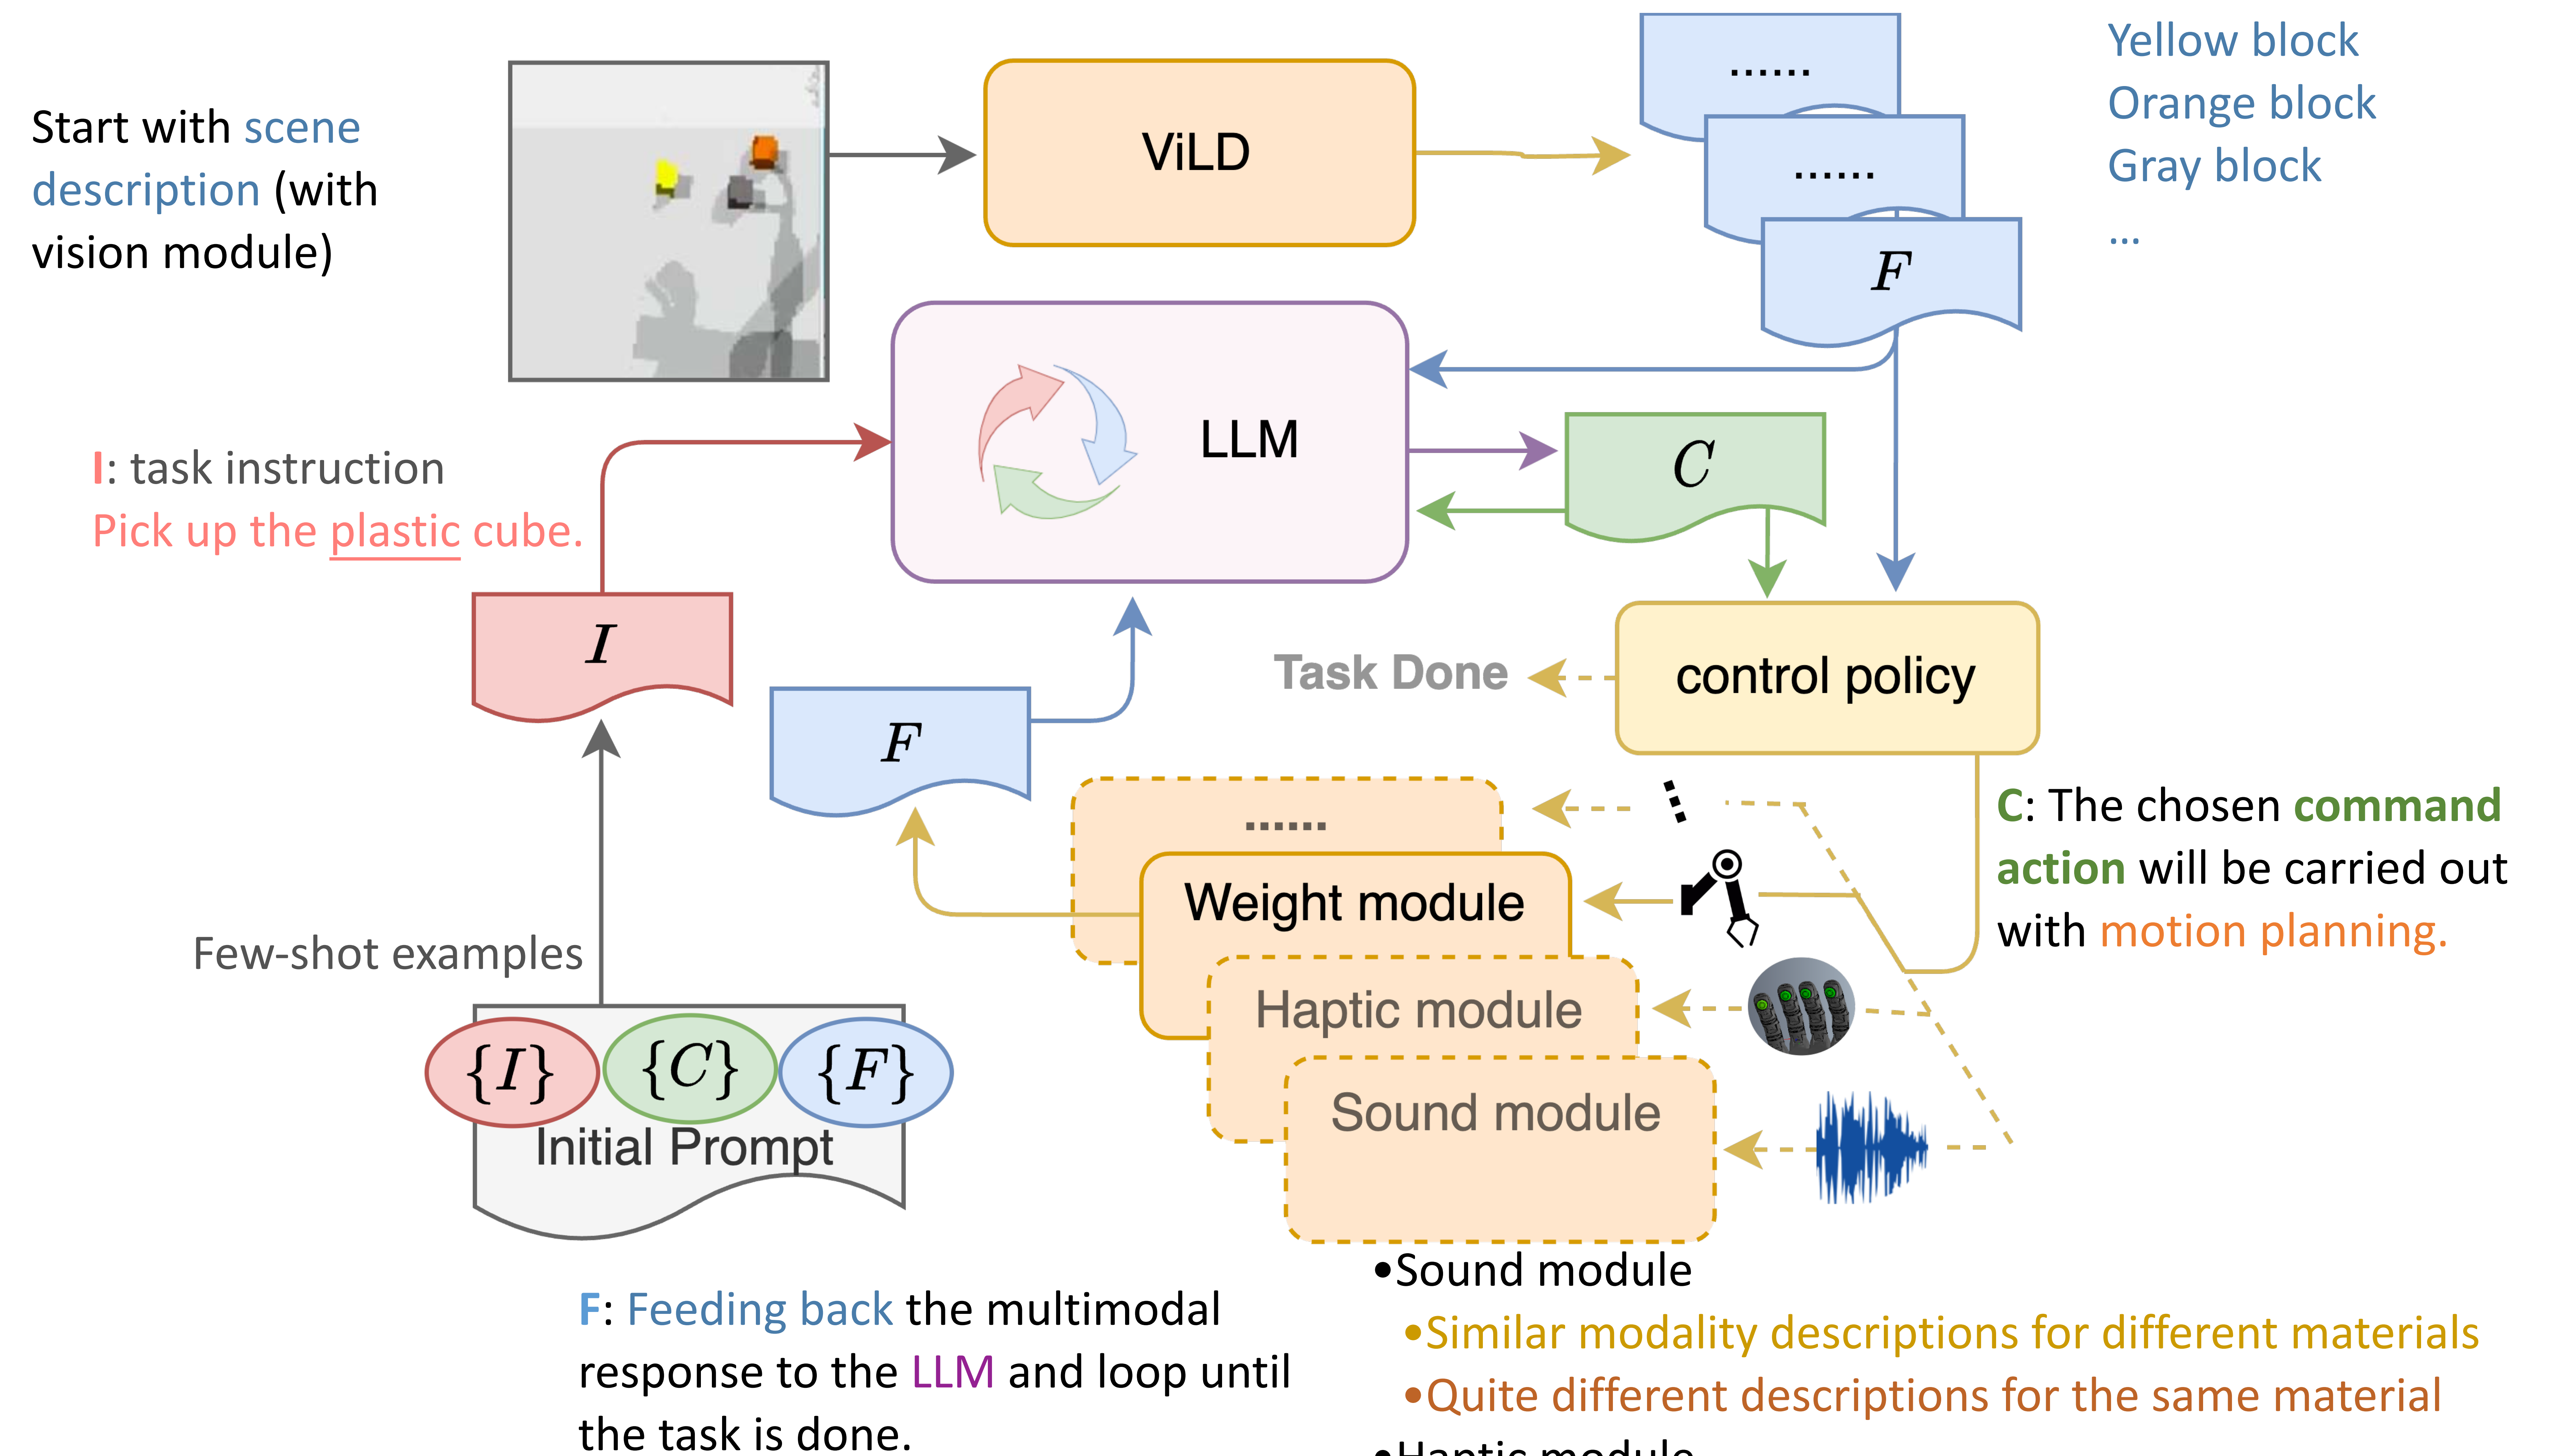 Start with scene
description (with
vision module)
ViLD
......
......
F
Yellow block
Orange block
Gray block
...
I: task instruction
Pick up the plastic cube.
LLM
C
I
F
Task Done
control policy
C: The chosen command
action will be carried out
with motion planning.
......
Weight module
Haptic module
Sound module
Few-shot examples
{I} {C} {F}
Initial Prompt
F: Feeding back the multimodal
response to the LLM and loop until
the task is done.
•Sound module
•Similar modality descriptions for different materials
•Quite different descriptions for the same material
•Haptic module